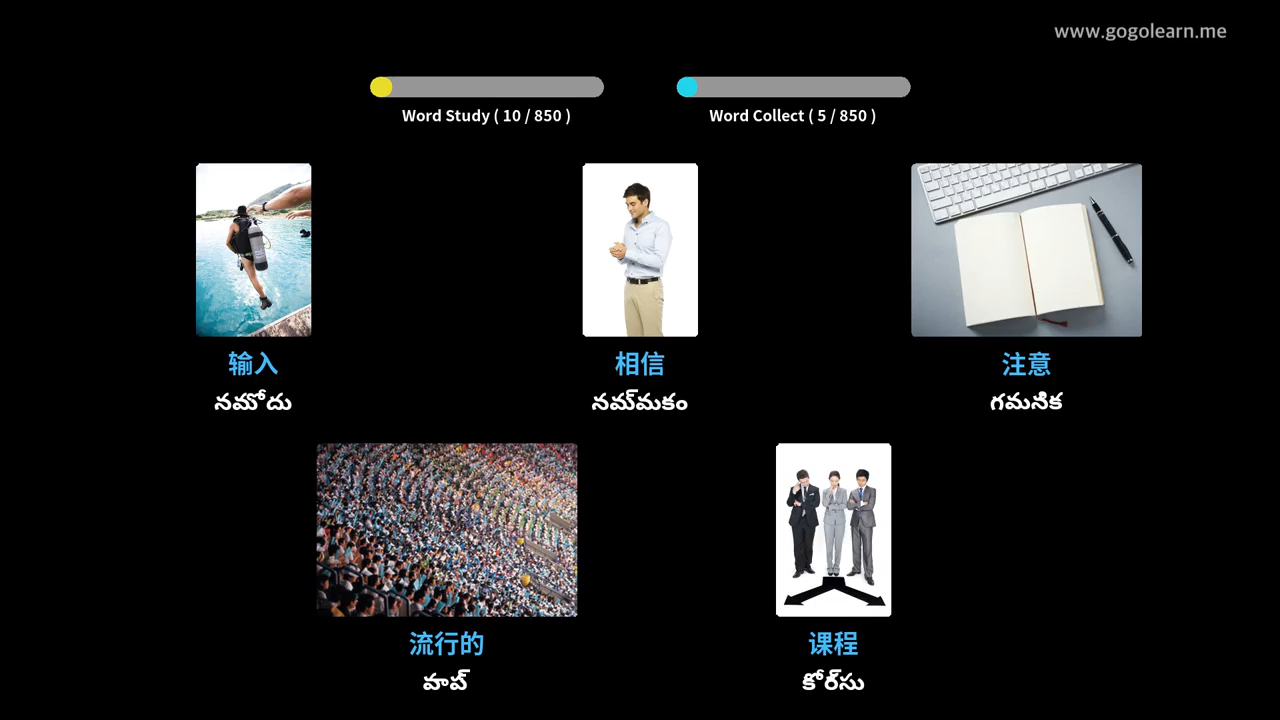 www.gogolearn.me
Word Study ( 10 / 850 )
Word Collect ( 5 / 850 )
输入
నమోదు
相信
నమ్‌మకం
注意
గమనిక
流行的
పాప్
课程
కోర్‌సు